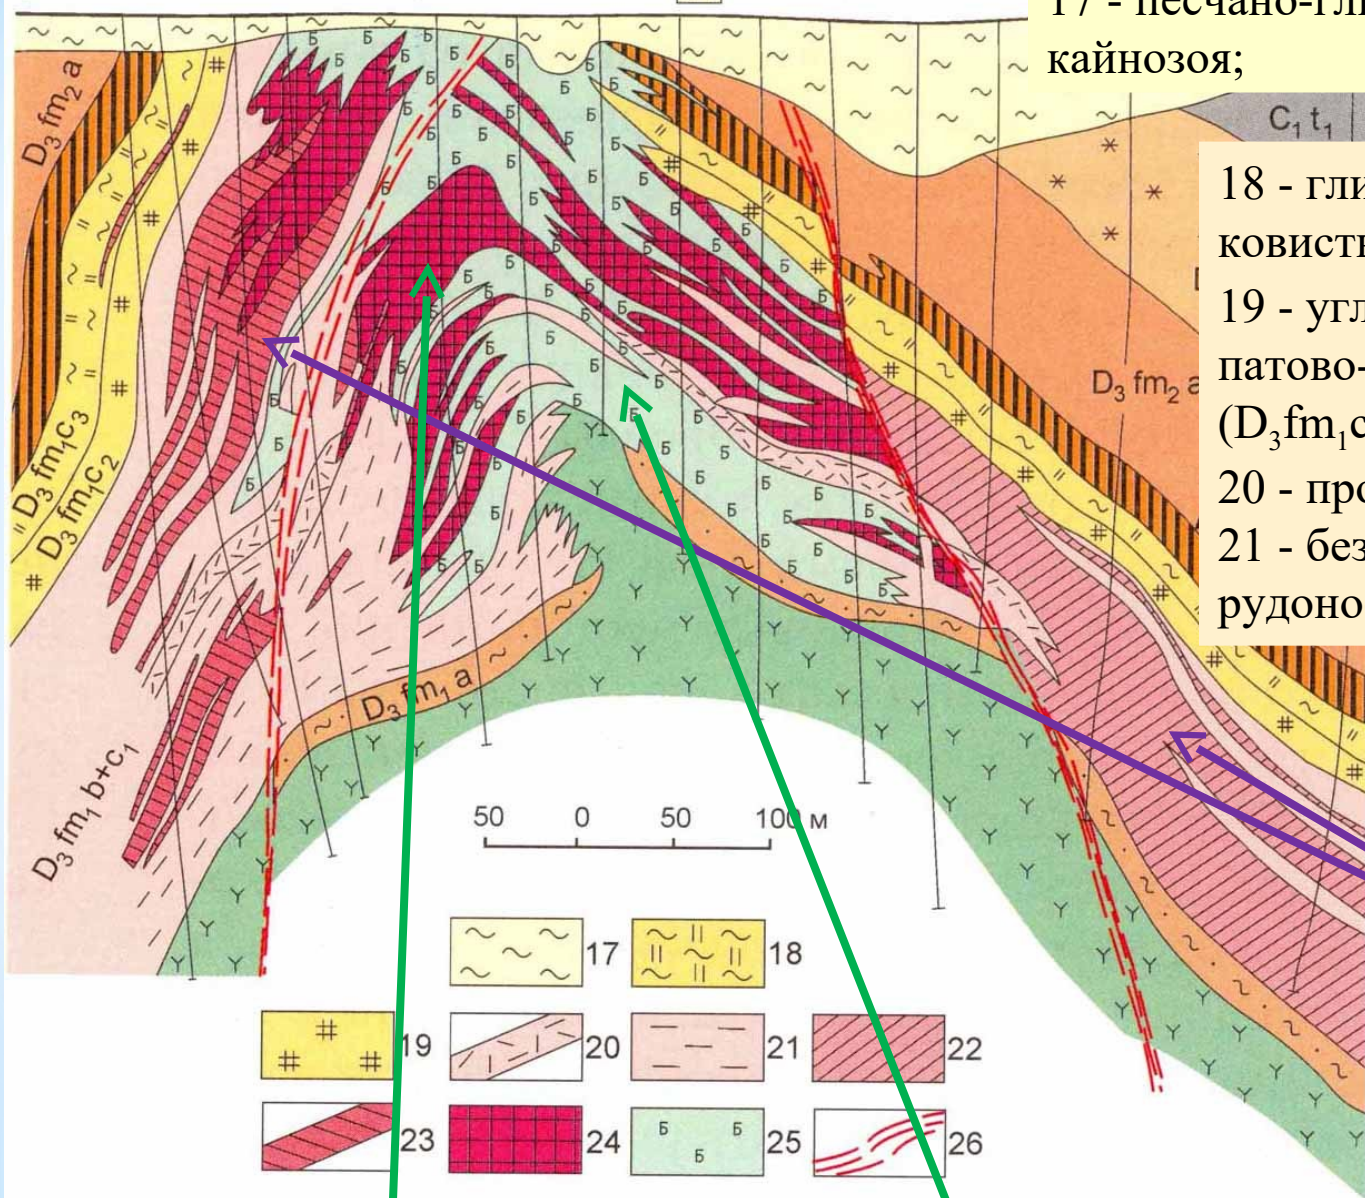 17 - песчано-гли
кайнозоя;
C₁ t₁
D₃ fm₂ a
18 - гли
ковисты
19 - угл
патово-
(D₃fm₁c
20 - про
21 - без
рудоно
D₃ fm₂ a
D₃ fm₁c₃
D₃ fm₁c₂
D₃ fm₁ a
D₃ fm₁ b+c₁
50 0 50 100 м
17 18
19 20 21 22
23 24 25 26
Б Б
Б